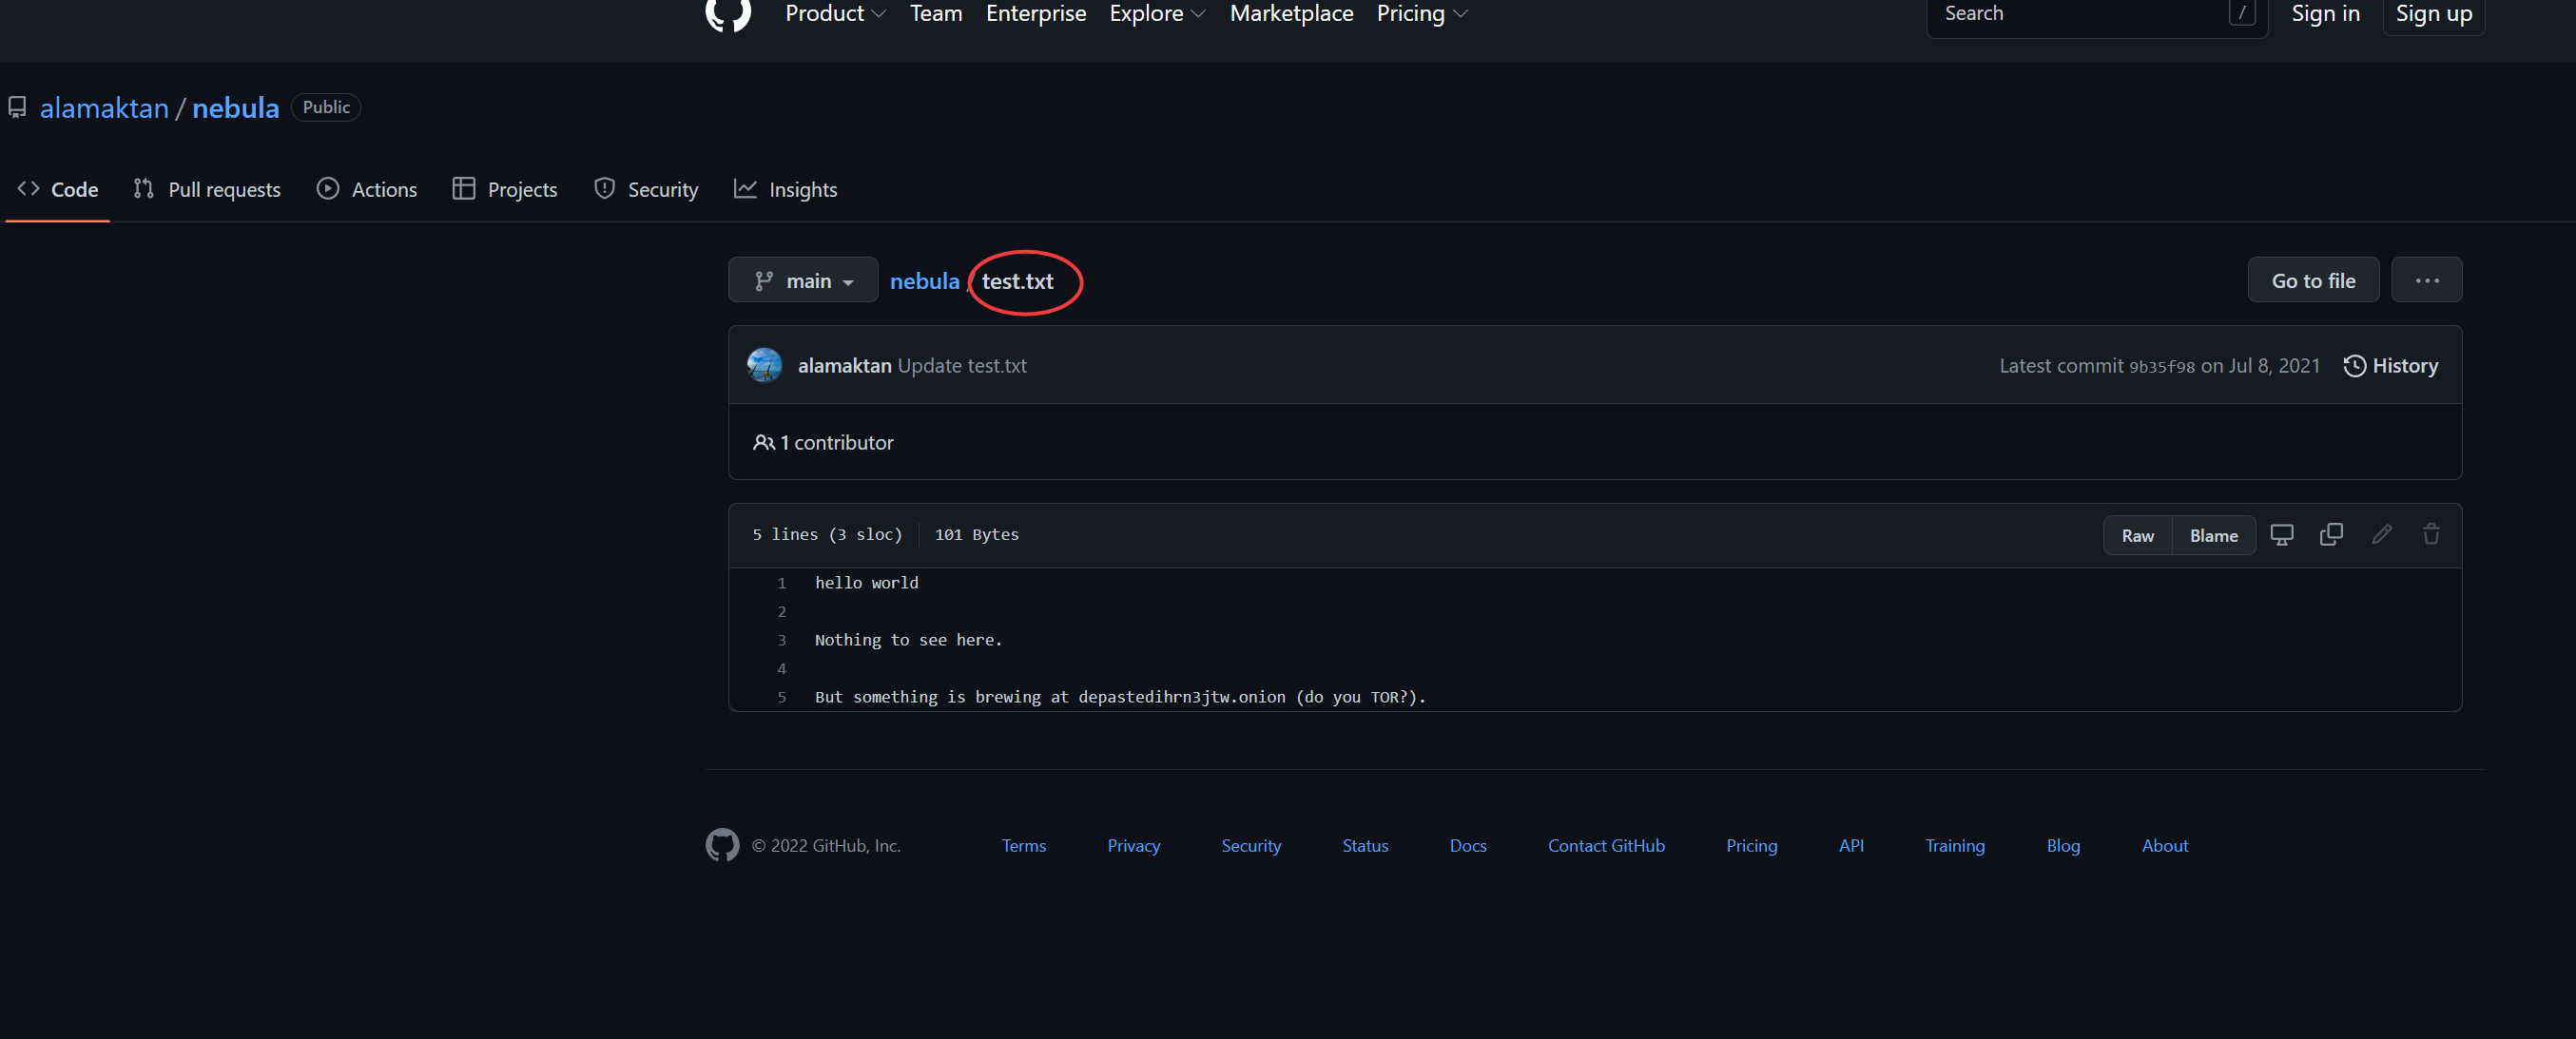 Product Team Enterprise Explore Marketplace Pricing Search / Sign in Sign up
alamaktan / nebula Public
Code Pull requests Actions Projects Security Insights
main nebula / test.txt Go to file ...
alamaktan Update test.txt Latest commit 9b35f98 on Jul 8, 2021 History
1 contributor
5 lines (3 sloc) 101 Bytes Raw Blame
1 hello world
2
3 Nothing to see here.
4
5 But something is brewing at depastedihrn3jtw.onion (do you TOR?).
© 2022 GitHub, Inc. Terms Privacy Security Status Docs Contact GitHub Pricing API Training Blog About